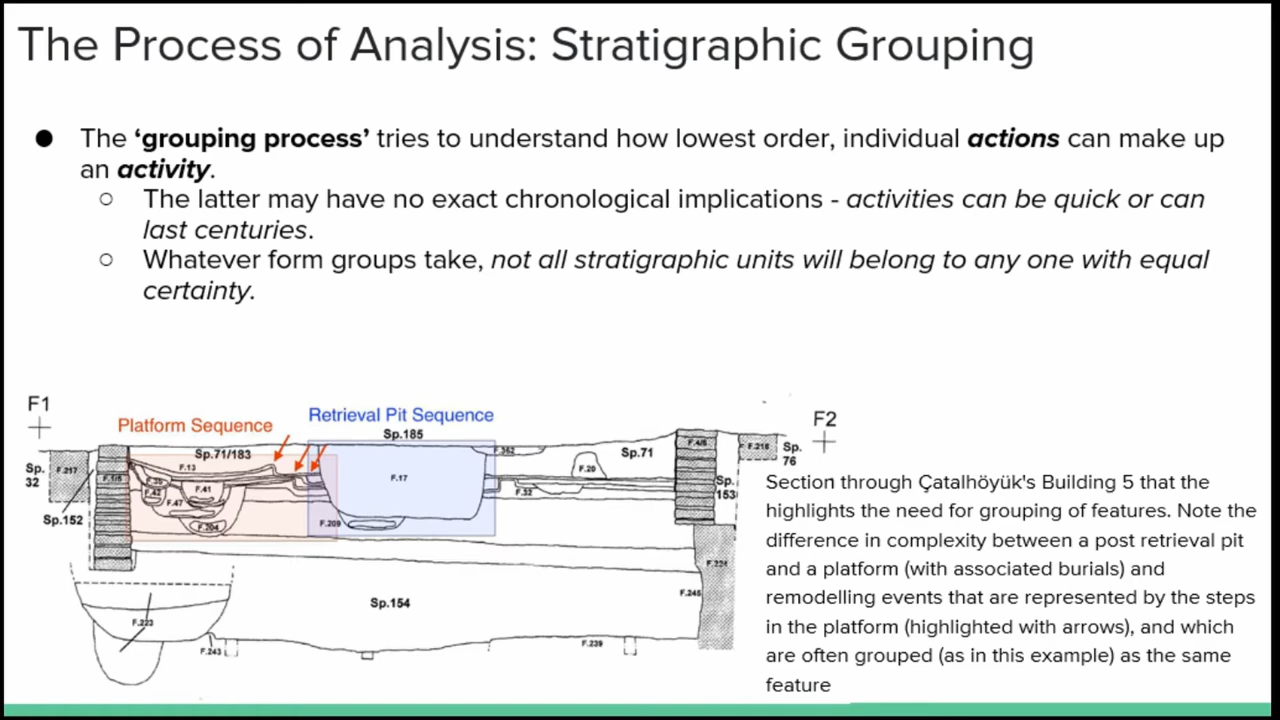 The Process of Analysis: Stratigraphic Grouping
● The ‘grouping process’ tries to understand how lowest order, individual actions can make up
an activity.
○ The latter may have no exact chronological implications - activities can be quick or can
last centuries.
○ Whatever form groups take, not all stratigraphic units will belong to any one with equal
certainty.
F1
Platform Sequence
Retrieval Pit Sequence
F2
Sp.185
Sp.71/183
Sp.71
F.362
F.218
Sp.
76
Sp.
32
F.217
F.13
F.17
F.20
F.41
F.42
F.47
F.32
Sp.
153
Sp.152
F.204
F.209
Sp.154
F.245
F.223
F.243
F.239
Section through Çatalhöyük's Building 5 that the
highlights the need for grouping of features. Note the
difference in complexity between a post retrieval pit
and a platform (with associated burials) and
remodelling events that are represented by the steps
in the platform (highlighted with arrows), and which
are often grouped (as in this example) as the same
feature